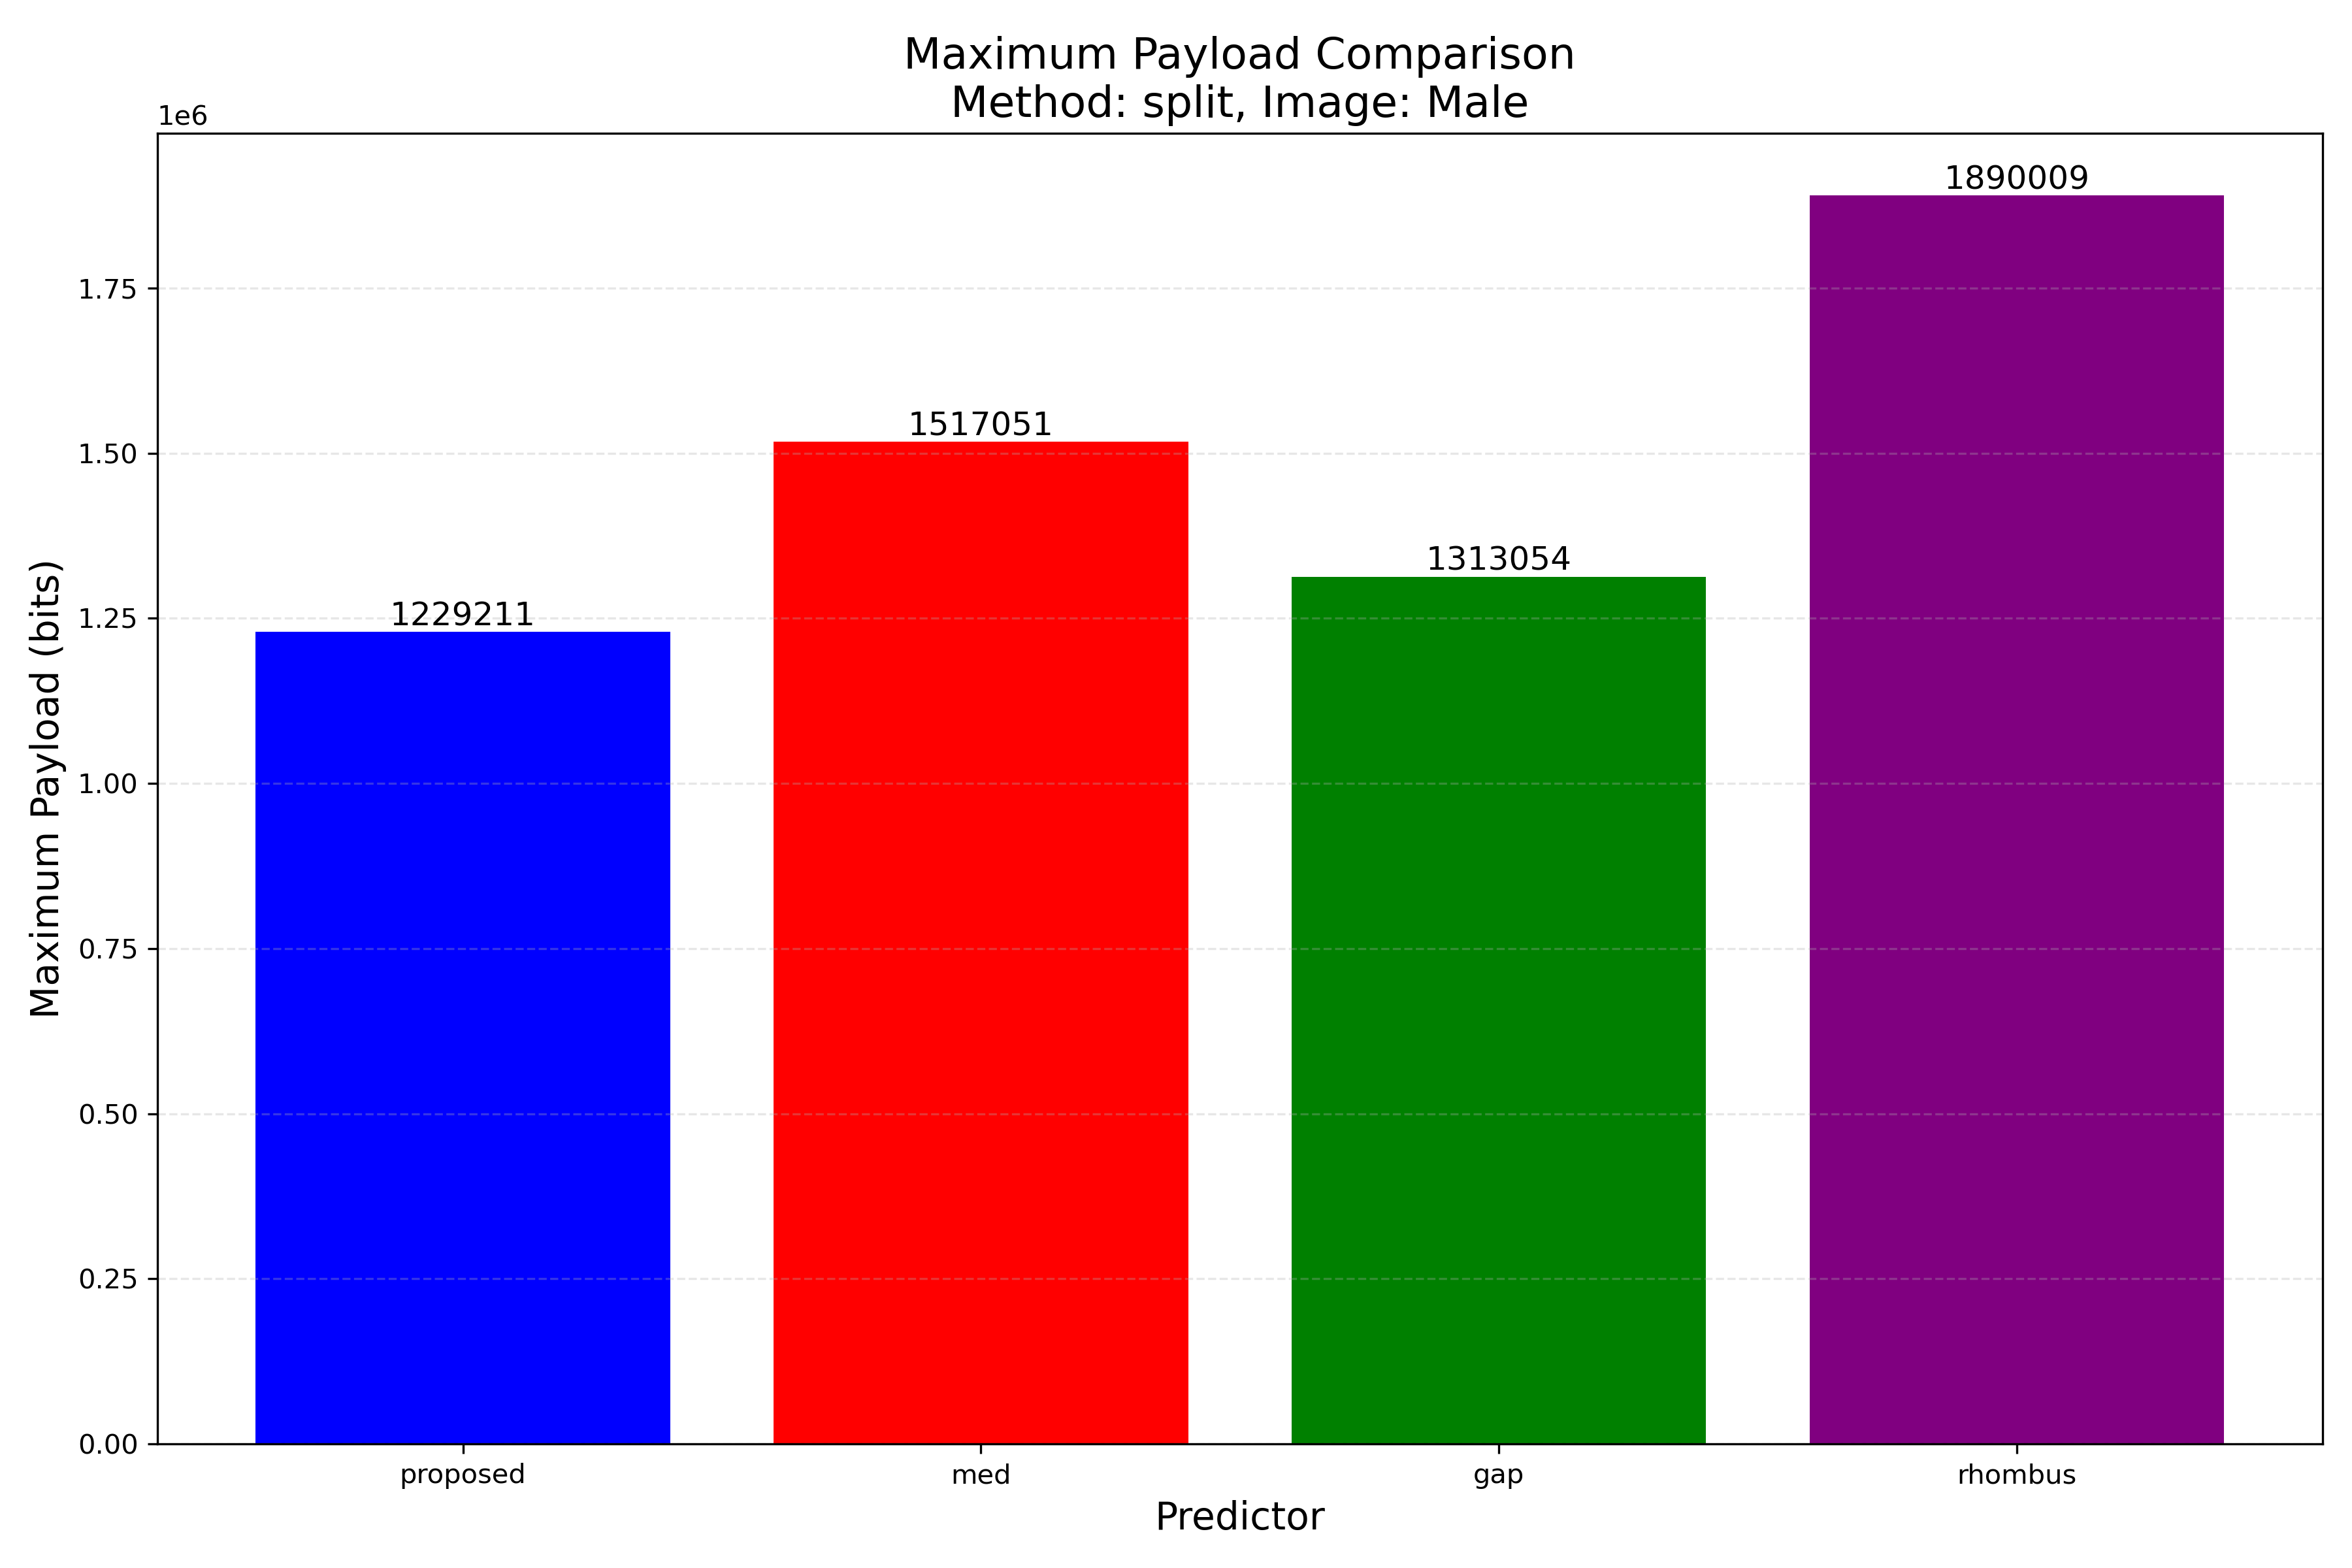 Maximum Payload Comparison
Method: split, Image: Male
1e6
1890009
1.75
1517051
1.50
1313054
1229211
1.25
1.00
0.75
0.50
0.25
0.00
Maximum Payload (bits)
proposed med gap rhombus
Predictor